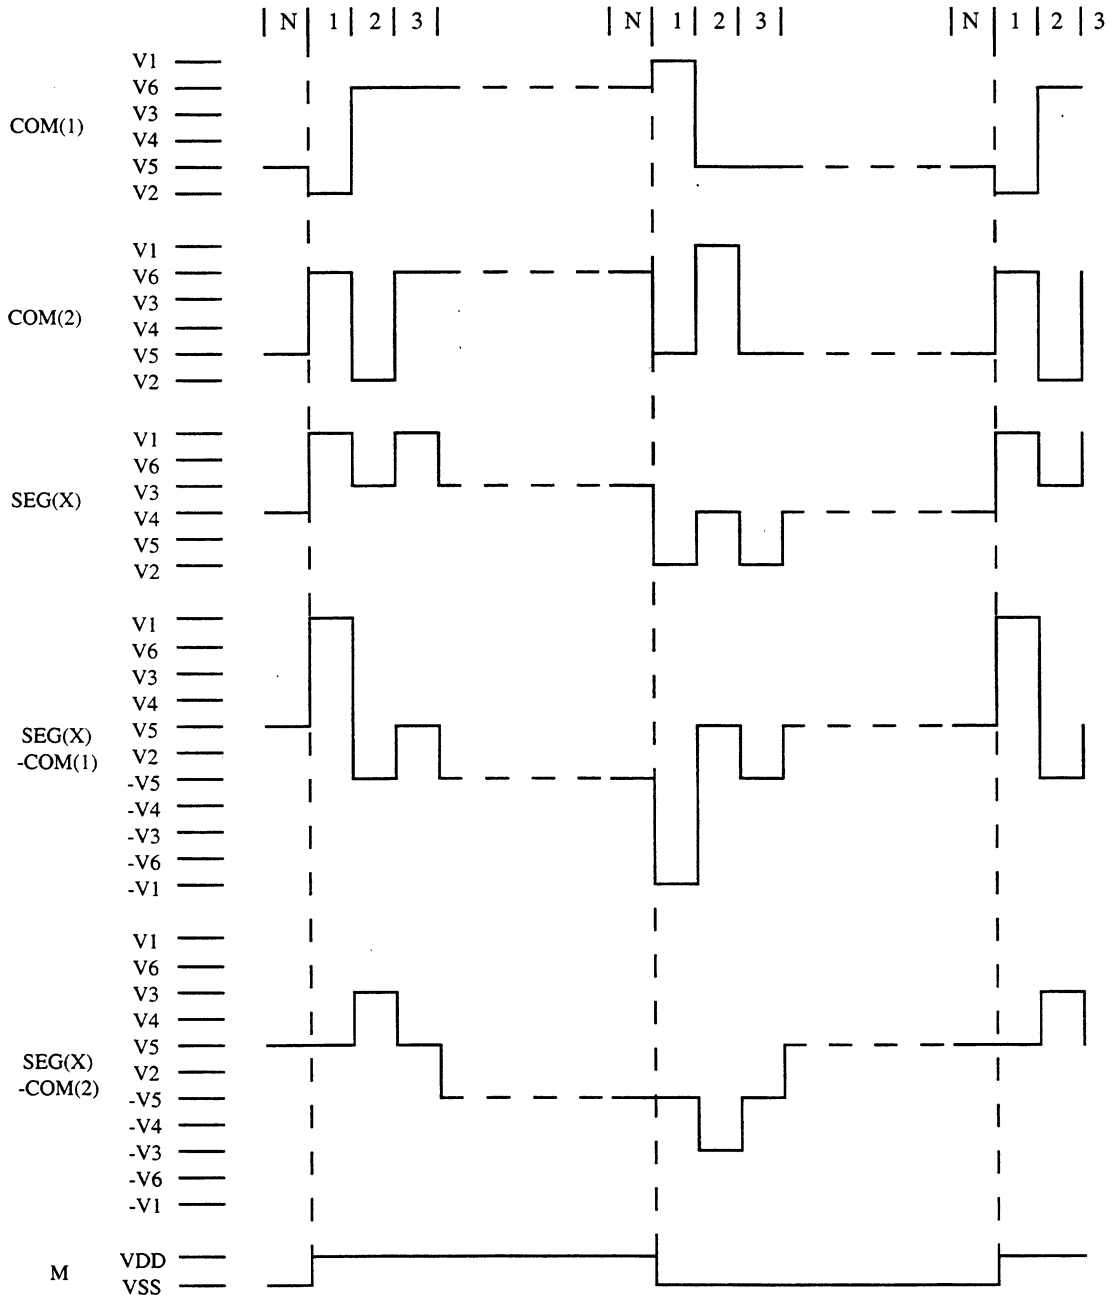 N 1 2 3 N 1 2 3 N 1 2 3
COM(1)
V1
V6
V3
V4
V5
V2
COM(2)
V1
V6
V3
V4
V5
V2
SEG(X)
V1
V6
V3
V4
V5
V2
SEG(X)
-COM(1)
V1
V6
V3
V4
V5
V2
-V5
-V4
-V3
-V6
-V1
SEG(X)
-COM(2)
V1
V6
V3
V4
V5
V2
-V5
-V4
-V3
-V6
-V1
M
VDD
VSS